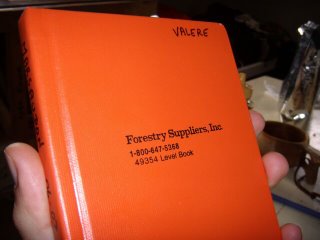 VALERE
Forestry Suppliers, Inc.
1-800-647-5368
49354 Level Book